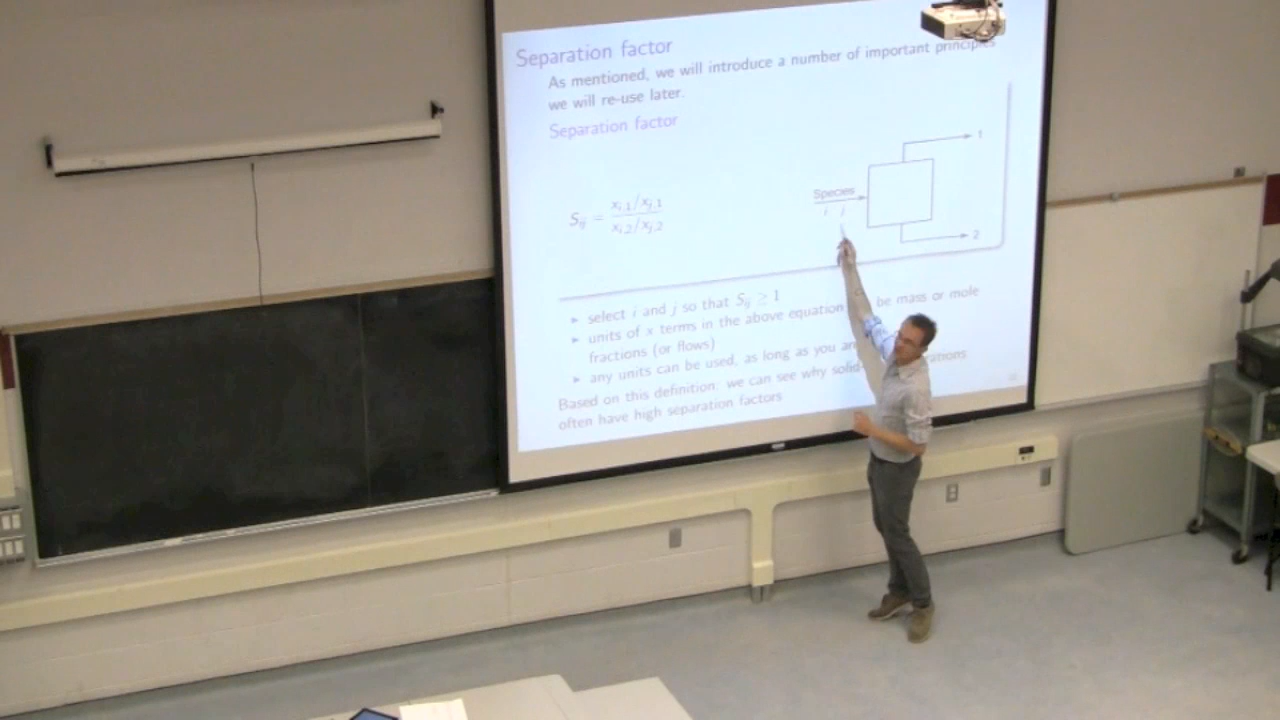 Separation factor
As mentioned, we will introduce a number of important principles
we will re-use later.
Separation factor
1
Species
i j
S_ij = (x_i,1/x_j,1)/(x_i,2/x_j,2)
2
▸ select i and j so that S_ij ≥ 1
▸ units of x terms in the above equation be mass or mole
fractions (or flows)
▸ any units can be used, as long as you
Based on this definition: we can see why solid
often have high separation factors